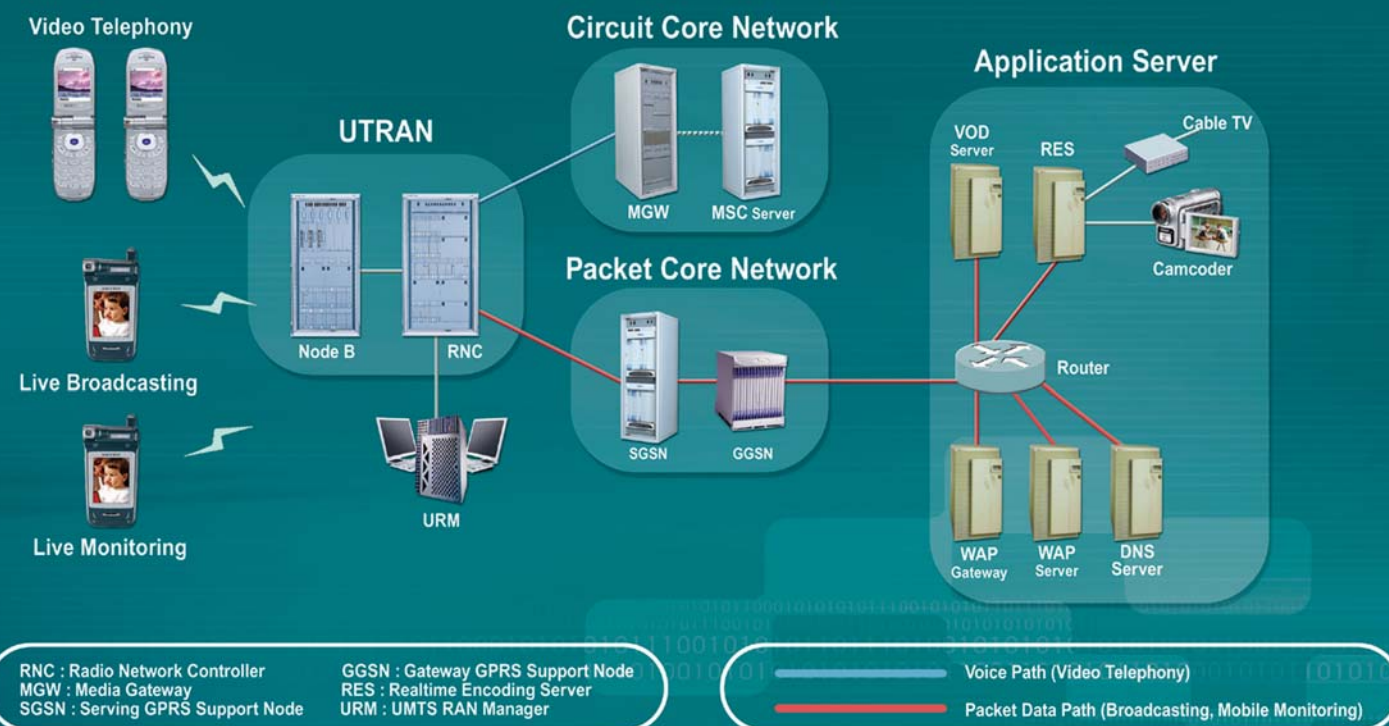 Video Telephony
Circuit Core Network
Application Server
UTRAN
VOD
Server
RES
Cable TV
MGW
MSC Server
Camcoder
Packet Core Network
Node B
RNC
Live Broadcasting
Router
SGSN
GGSN
URM
Live Monitoring
WAP
Gateway
WAP
Server
DNS
Server
RNC : Radio Network Controller
MGW : Media Gateway
SGSN : Serving GPRS Support Node
GGSN : Gateway GPRS Support Node
RES : Realtime Encoding Server
URM : UMTS RAN Manager
Voice Path (Video Telephony)
Packet Data Path (Broadcasting, Mobile Monitoring)